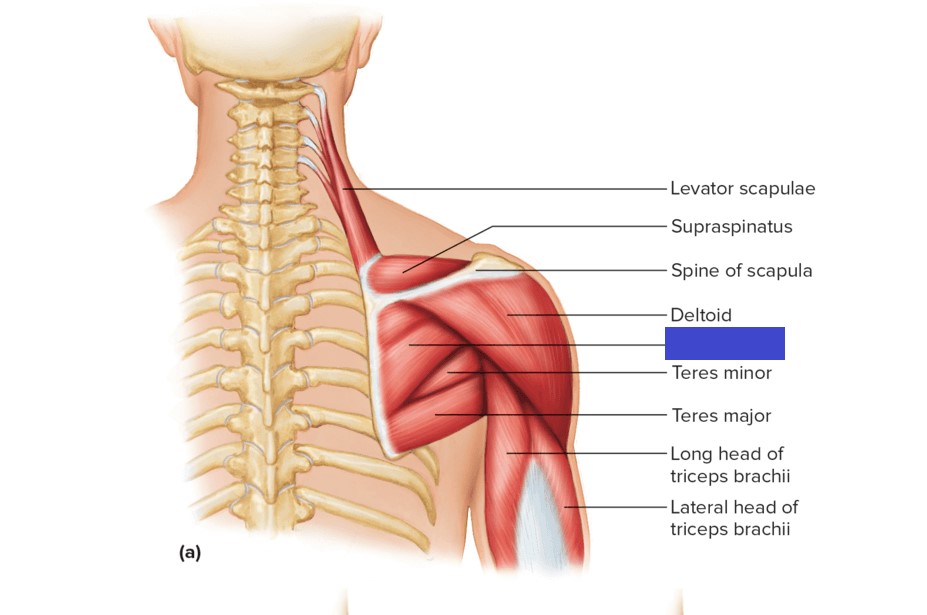 Levator scapulae
Supraspinatus
Spine of scapula
Deltoid
Teres minor
Teres major
Long head of
triceps brachii
Lateral head of
triceps brachii
(a)